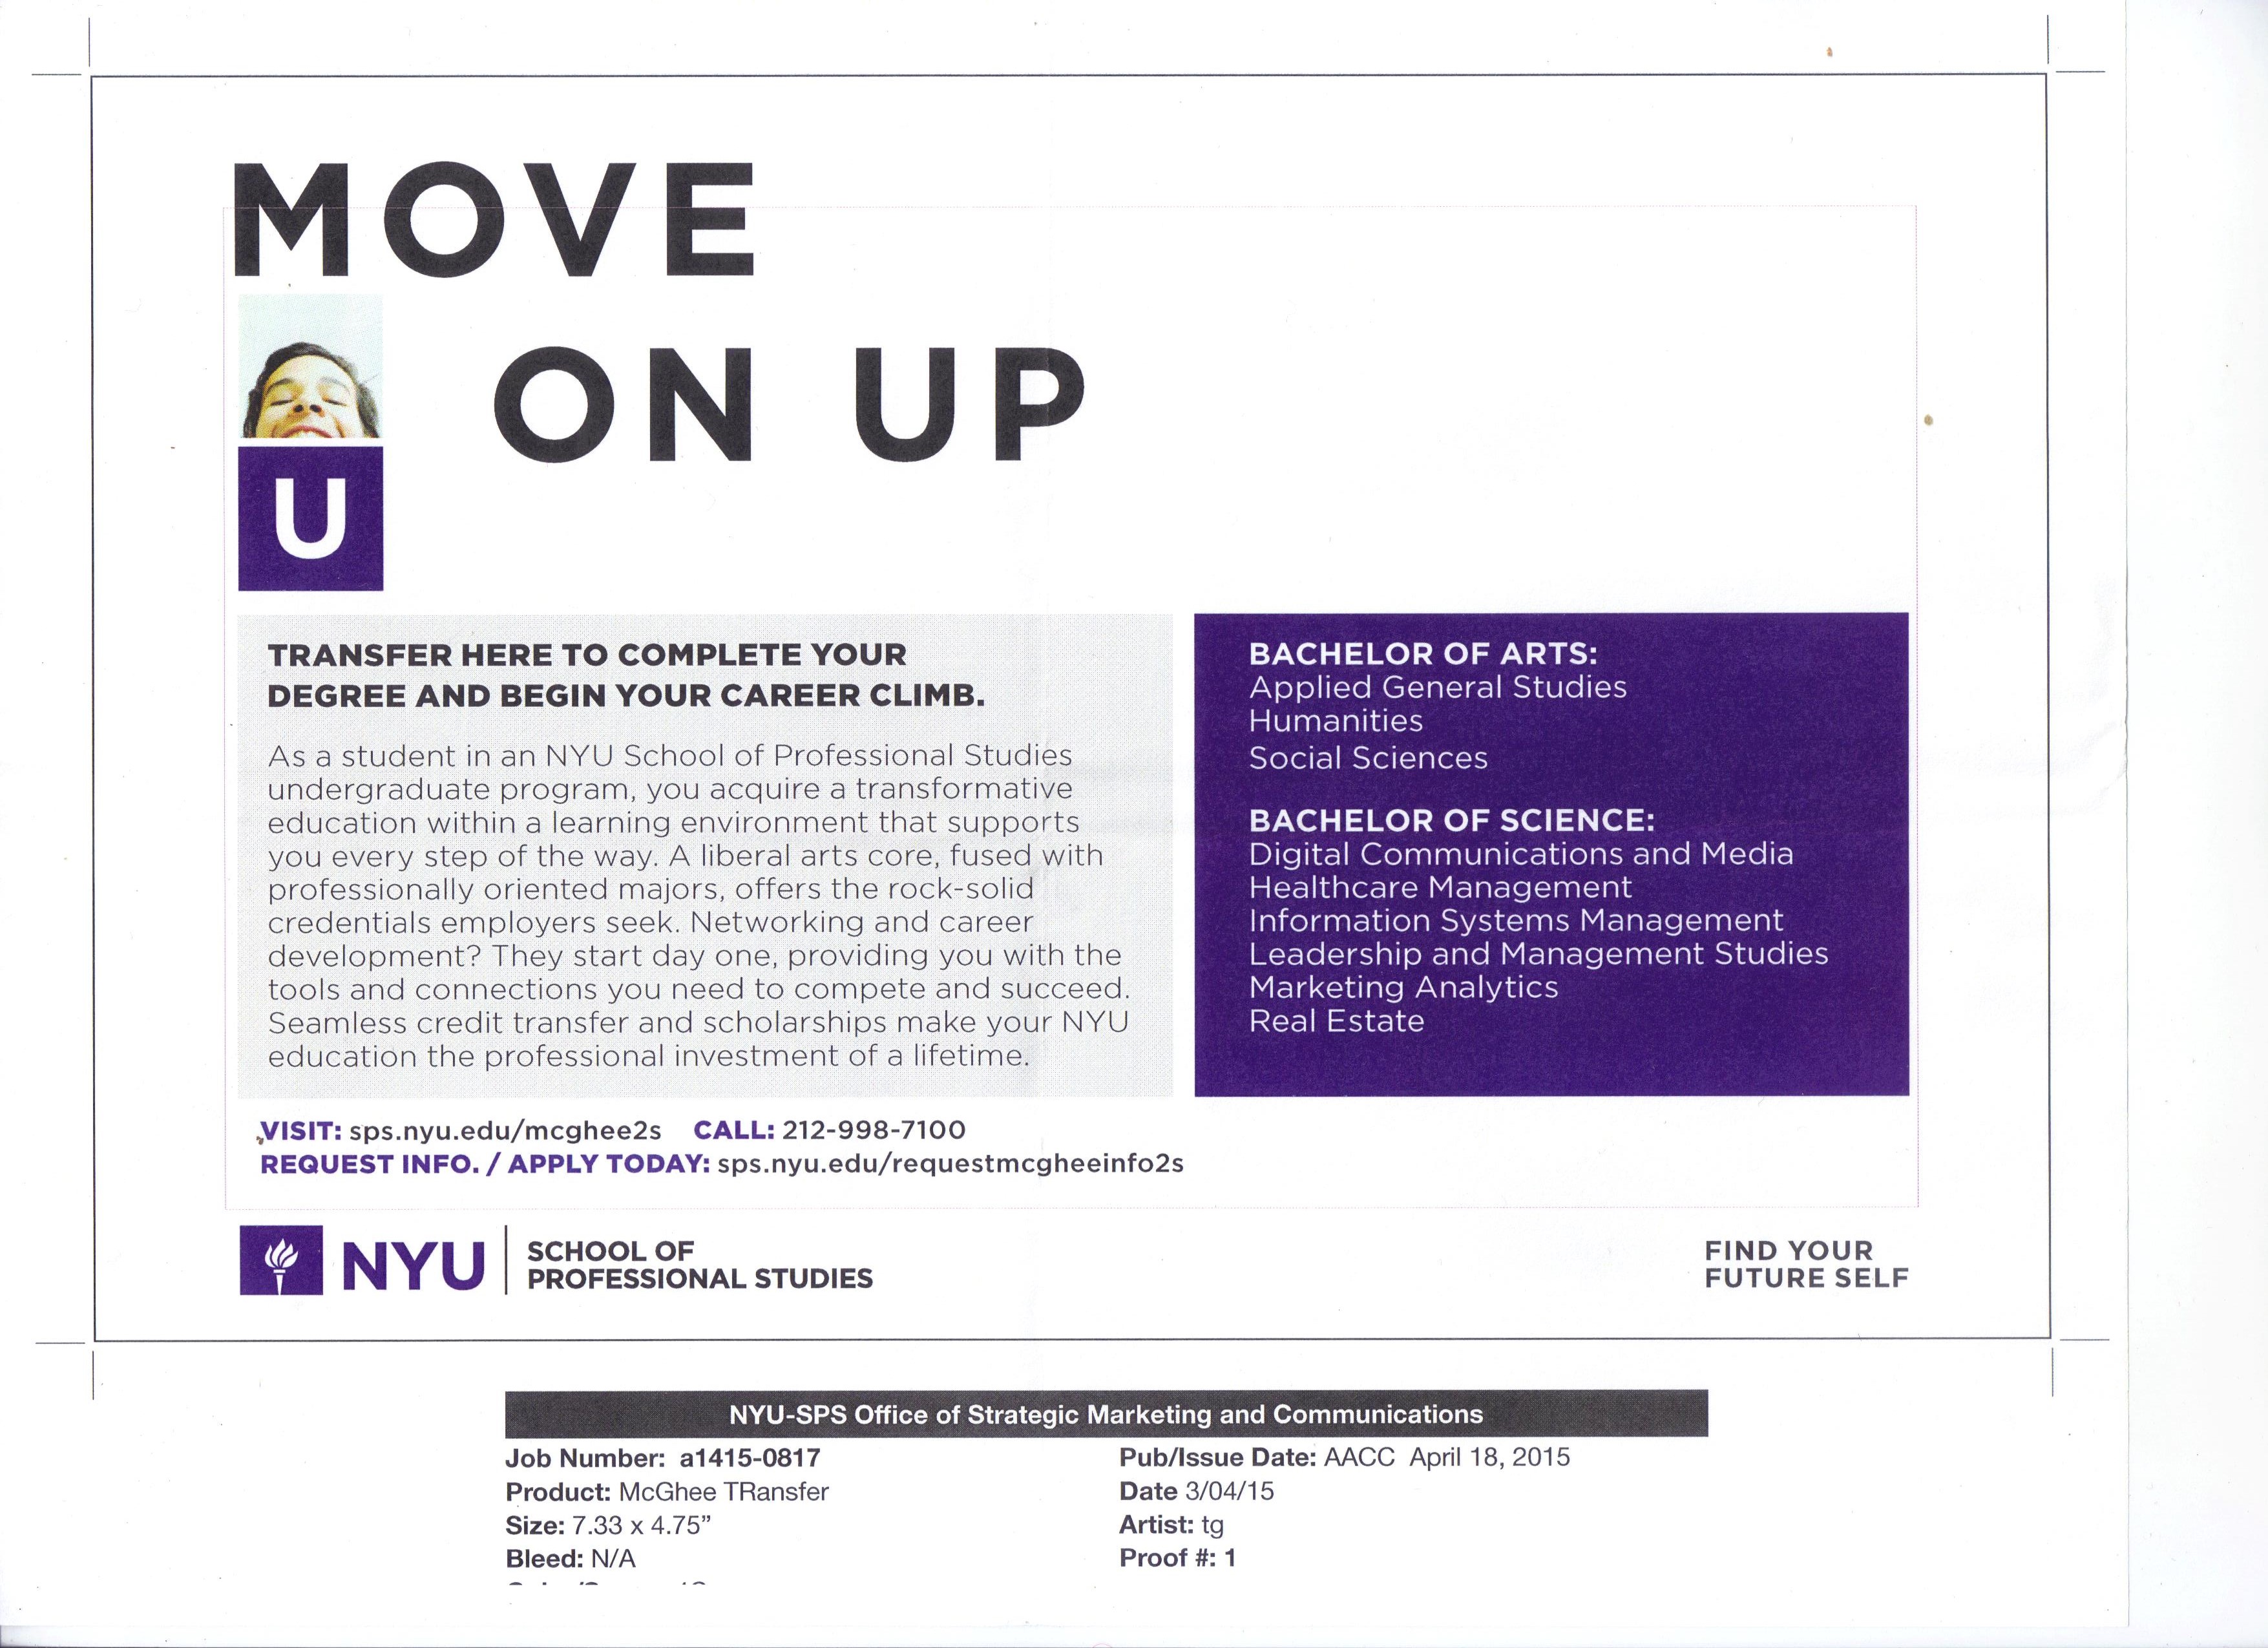 MOVE
ON UP
U
TRANSFER HERE TO COMPLETE YOUR
DEGREE AND BEGIN YOUR CAREER CLIMB.
As a student in an NYU School of Professional Studies
undergraduate program, you acquire a transformative
education within a learning environment that supports
you every step of the way. A liberal arts core, fused with
professionally oriented majors, offers the rock-solid
credentials employers seek. Networking and career
development? They start day one, providing you with the
tools and connections you need to compete and succeed.
Seamless credit transfer and scholarships make your NYU
education the professional investment of a lifetime.
BACHELOR OF ARTS:
Applied General Studies
Humanities
Social Sciences
BACHELOR OF SCIENCE:
Digital Communications and Media
Healthcare Management
Information Systems Management
Leadership and Management Studies
Marketing Analytics
Real Estate
VISIT: sps.nyu.edu/mcghee2s CALL: 212-998-7100
REQUEST INFO. / APPLY TODAY: sps.nyu.edu/requestmcgheeinfo2s
NYU SCHOOL OF
PROFESSIONAL STUDIES
FIND YOUR
FUTURE SELF
NYU-SPS Office of Strategic Marketing and Communications
Job Number: a1415-0817
Product: McGhee TRansfer
Size: 7.33 x 4.75”
Bleed: N/A
Pub/Issue Date: AACC April 18, 2015
Date 3/04/15
Artist: tg
Proof #: 1